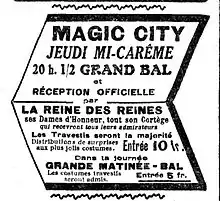 MAGIC CITY
JEUDI MI-CARÊME
20 h. 1/2 GRAND BAL
et
RÉCEPTION OFFICIELLE
par
LA REINE DES REINES
ses Dames d'Honneur, tout son Cortège
qui recevront tous leurs admirateurs
Les Travestis seront la majorité
Distributions de surprises
aux plus jolis costumes. Entrée 10 fr.
Dans la journée
GRANDE MATINÉE - BAL
Les costumes travestis
seront admis. Entrée 5 fr.